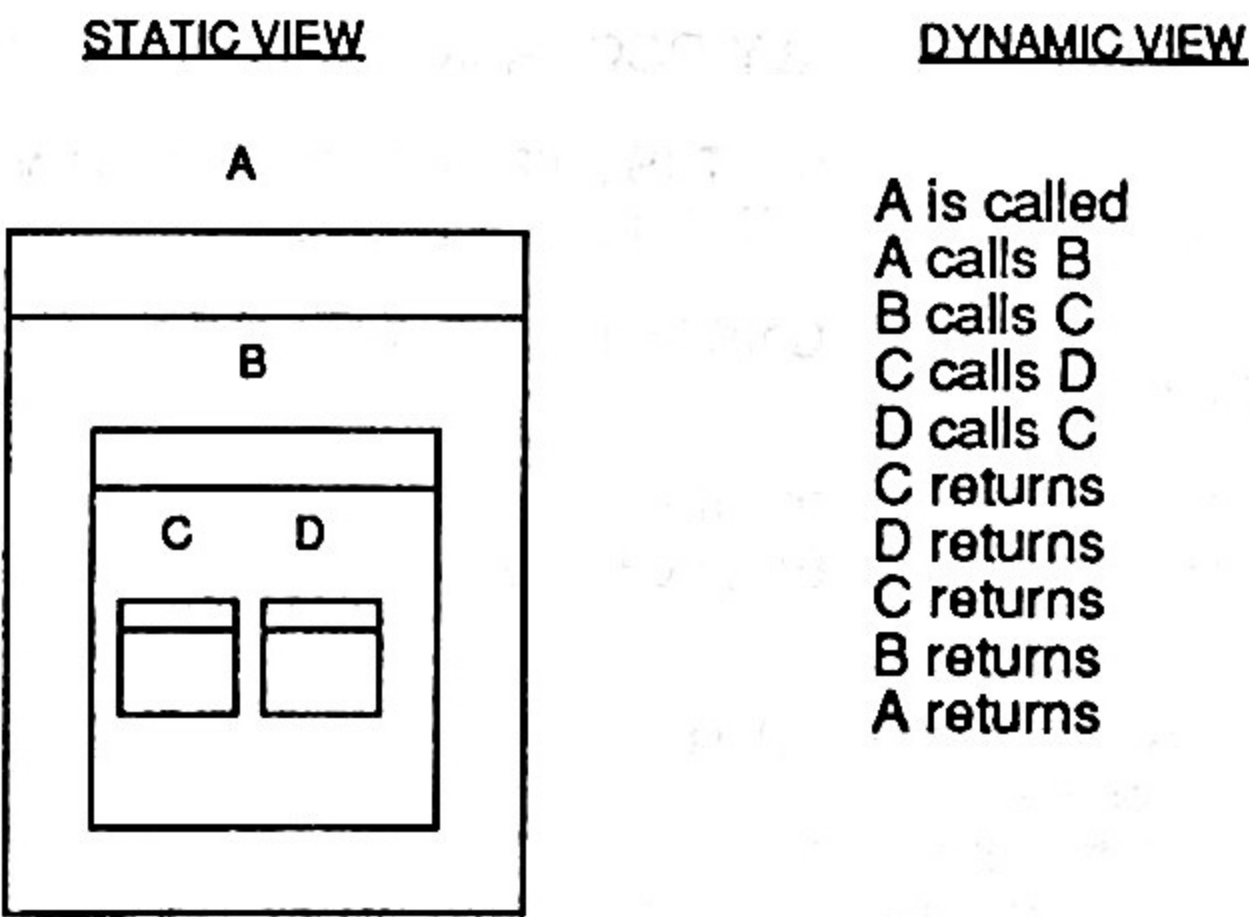 STATIC VIEW
DYNAMIC VIEW
A
B
C D
A is called
A calls B
B calls C
C calls D
D calls C
C returns
D returns
C returns
B returns
A returns